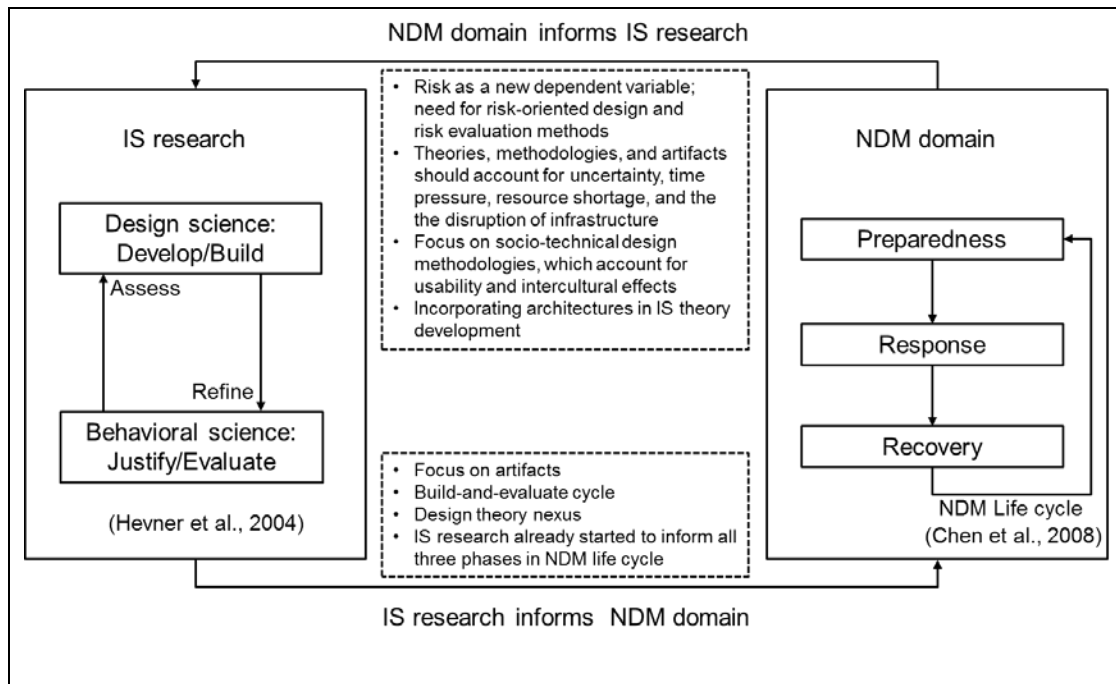 NDM domain informs IS research
IS research
Design science:
Develop/Build
Assess
Refine
Behavioral science:
Justify/Evaluate
(Hevner et al., 2004)
• Risk as a new dependent variable;
need for risk-oriented design and
risk evaluation methods
• Theories, methodologies, and artifacts
should account for uncertainty, time
pressure, resource shortage, and the
the disruption of infrastructure
• Focus on socio-technical design
methodologies, which account for
usability and intercultural effects
• Incorporating architectures in IS theory
development
• Focus on artifacts
• Build-and-evaluate cycle
• Design theory nexus
• IS research already started to inform all
three phases in NDM life cycle
NDM domain
Preparedness
Response
Recovery
NDM Life cycle
(Chen et al., 2008)
IS research informs NDM domain